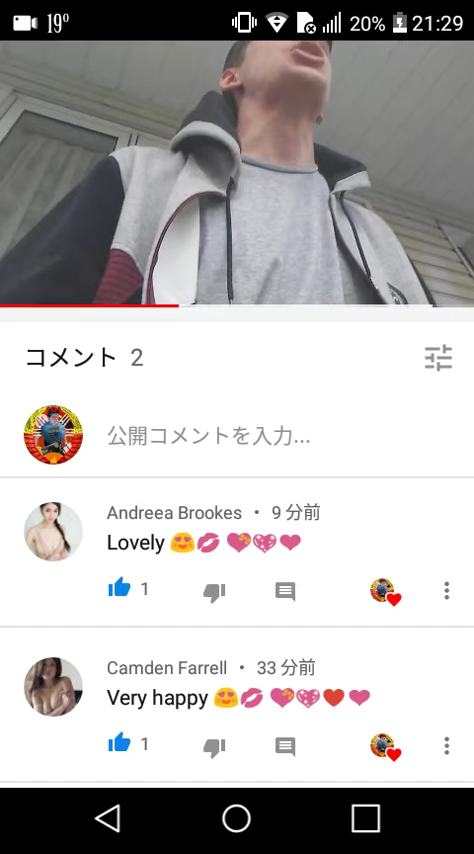 19º 20% 21:29
コメント 2
公開コメントを入力...
Andreea Brookes • 9 分前
Lovely 😍💋 💝💖❤
1
Camden Farrell • 33 分前
Very happy 😍💋 💝💖❤❤
1